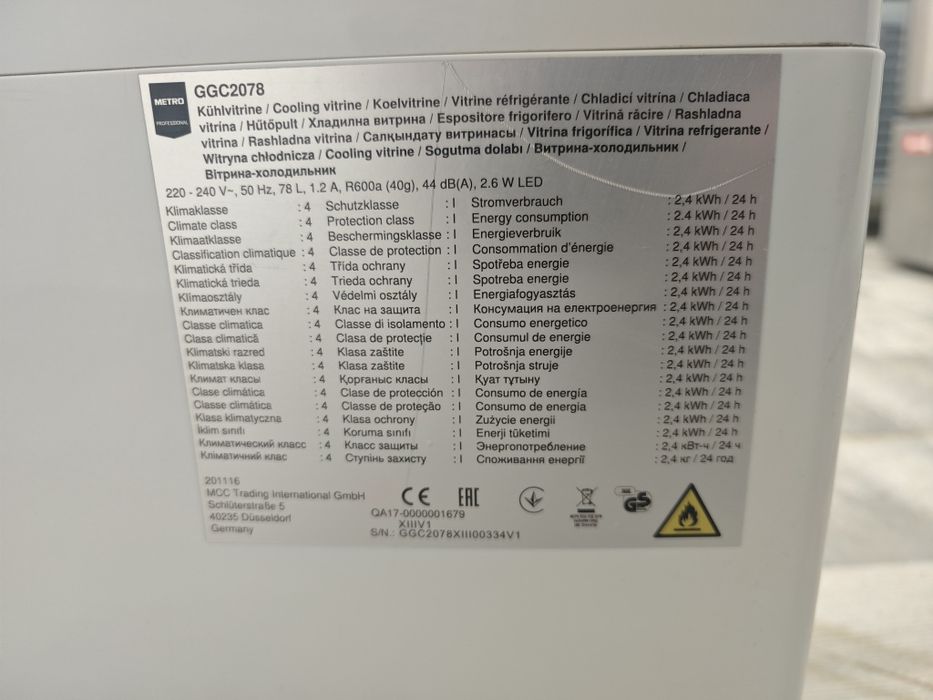 METRO
PROFESSIONAL
GGC2078
Kühlvitrine / Cooling vitrine / Koelvitrine / Vitrine réfrigérante / Chladicí vitrína / Chladiaca
vitrína / Hűtőpult / Хладилна витрина / Espositore frigorifero / Vitrină răcire / Rashladna
vitrina / Rashladna vitrina / Салқындату витринасы / Vitrina frigorífica / Vitrina refrigerante /
Witryna chłodnicza / Cooling vitrine / Sogutma dolabı / Витрина-холодильник /
Вітрина-холодильник
220 - 240 V~, 50 Hz, 78 L, 1.2 A, R600a (40g), 44 dB(A), 2.6 W LED
Klimaklasse : 4 Schutzklasse : I Stromverbrauch : 2,4 kWh / 24 h
Climate class : 4 Protection class : I Energy consumption : 2.4 kWh / 24 h
Klimaatklasse : 4 Beschermingsklasse : I Energieverbruik : 2,4 kWh / 24 h
Classification climatique : 4 Classe de protection : I Consommation d'énergie : 2,4 kWh / 24 h
Klimatická třída : 4 Třída ochrany : I Spotřeba energie : 2,4 kWh / 24 h
Klimatická trieda : 4 Trieda ochrany : I Spotreba energie : 2,4 kWh / 24 h
Klímaosztály : 4 Védelmi osztály : I Energiafogyasztás : 2,4 kWh / 24 h
Климатичен клас : 4 Клас на защита : I Консумация на електроенергия : 2,4 kWh / 24 h
Classe climatica : 4 Classe di isolamento : I Consumo energetico : 2,4 kWh / 24 h
Clasa climatică : 4 Clasa de protecție : I Consumul de energie : 2,4 kWh / 24 h
Klimatski razred : 4 Klasa zaštite : I Potrošnja energije : 2,4 kWh / 24 h
Klimatska klasa : 4 Klasa zaštite : I Potrošnja struje : 2,4 kWh / 24 h
Климат класы : 4 Қорғаныс класы : I Қуат тұтыну : 2,4 kWh / 24 h
Clase climática : 4 Clase de protección : I Consumo de energía : 2,4 kWh / 24 h
Classe climática : 4 Classe de proteção : I Consumo de energia : 2,4 kWh / 24 h
Klasa klimatyczna : 4 Klasa ochrony : I Zużycie energii : 2,4 kWh / 24 h
İklim sınıfı : 4 Koruma sınıfı : I Enerji tüketimi : 2,4 kWh / 24 h
Климатический класс : 4 Класс защиты : I Энергопотребление : 2,4 кВт-ч / 24 ч
Кліматичний клас : 4 Ступінь захисту : I Споживання енергії : 2,4 кг / 24 год
201116
MCC Trading International GmbH
Schlüterstraße 5
40235 Düsseldorf
Germany
CE EAC
QA17-0000001679
XIIIV1
S/N.: GGC2078XIII00334V1
GS